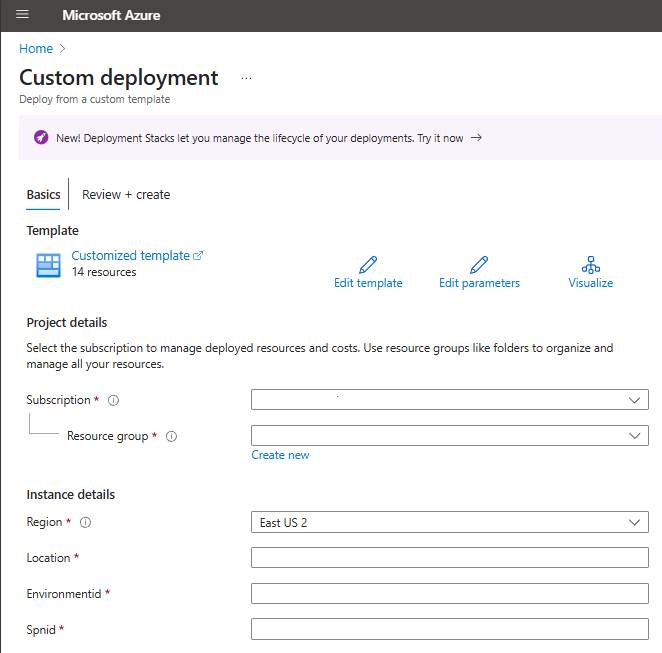 Microsoft Azure
Home >
Custom deployment ...
Deploy from a custom template
New! Deployment Stacks let you manage the lifecycle of your deployments. Try it now →
Basics Review + create
Template
Customized template
14 resources
Edit template Edit parameters Visualize
Project details
Select the subscription to manage deployed resources and costs. Use resource groups like folders to organize and
manage all your resources.
Subscription *
Resource group *
Create new
Instance details
Region * East US 2
Location *
Environmentid *
Spnid *